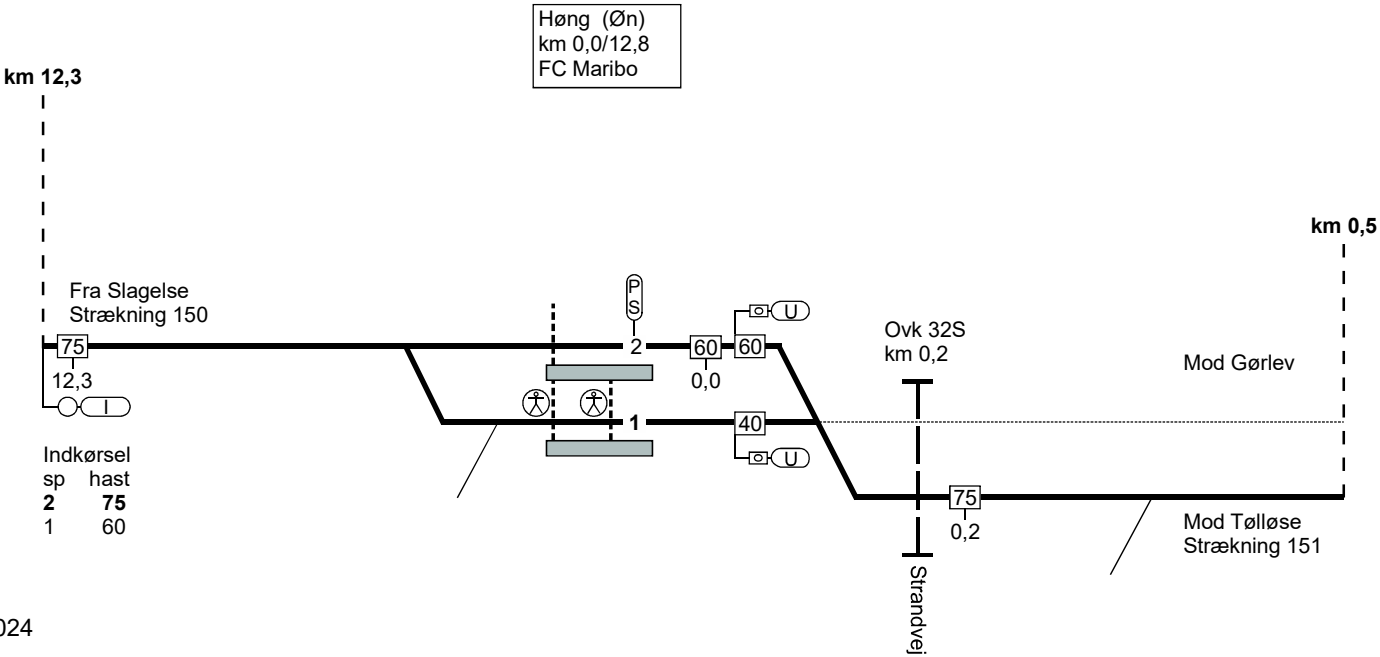 Høng (Øn)
km 0,0/12,8
FC Maribo
km 12,3
km 0,5
Fra Slagelse
Strækning 150
P
S
U
75
2
60
60
12,3
0,0
Ovk 32S
km 0,2
Mod Gørlev
I
1
40
U
Indkørsel
sp hast
2 75
1 60
75
0,2
Mod Tølløse
Strækning 151
Strandvej
024